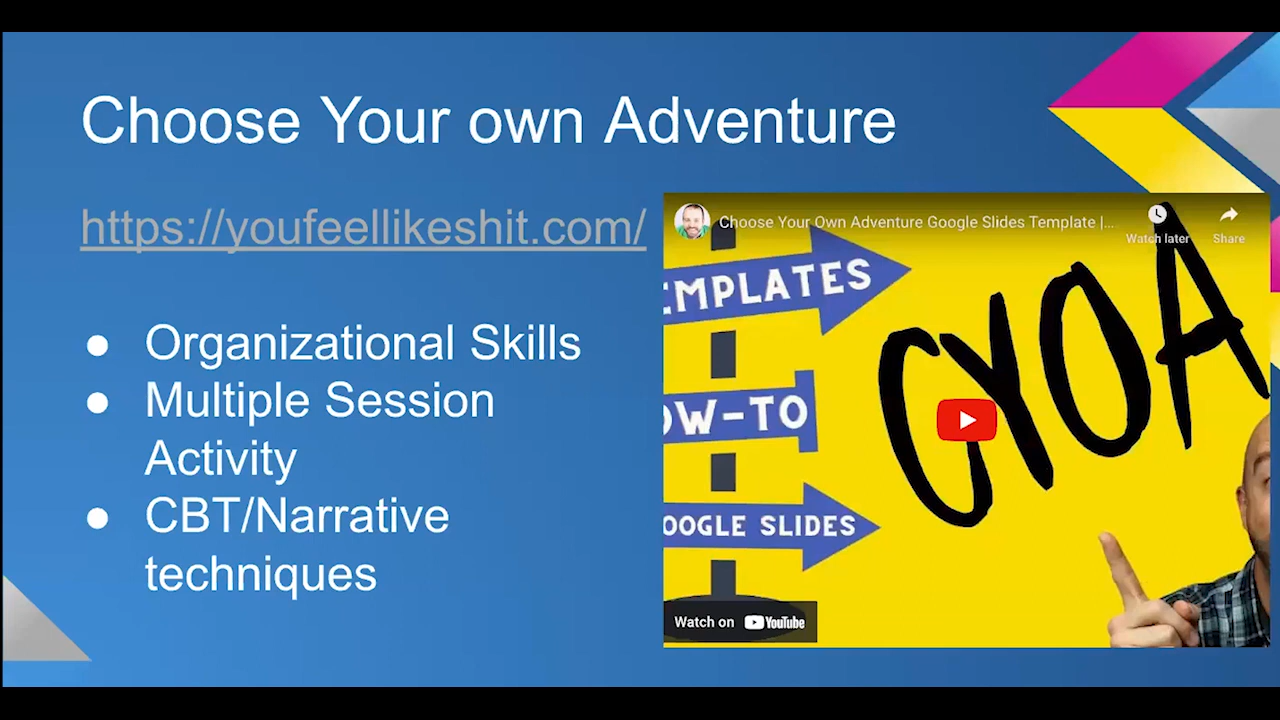 Choose Your own Adventure
https://youfeellikeshit.com/
● Organizational Skills
● Multiple Session
Activity
● CBT/Narrative
techniques
Choose Your Own Adventure Google Slides Template |...
Watch later
Share
EMPLATES
OW-TO
OOGLE SLIDES
CYOA
Watch on YouTube